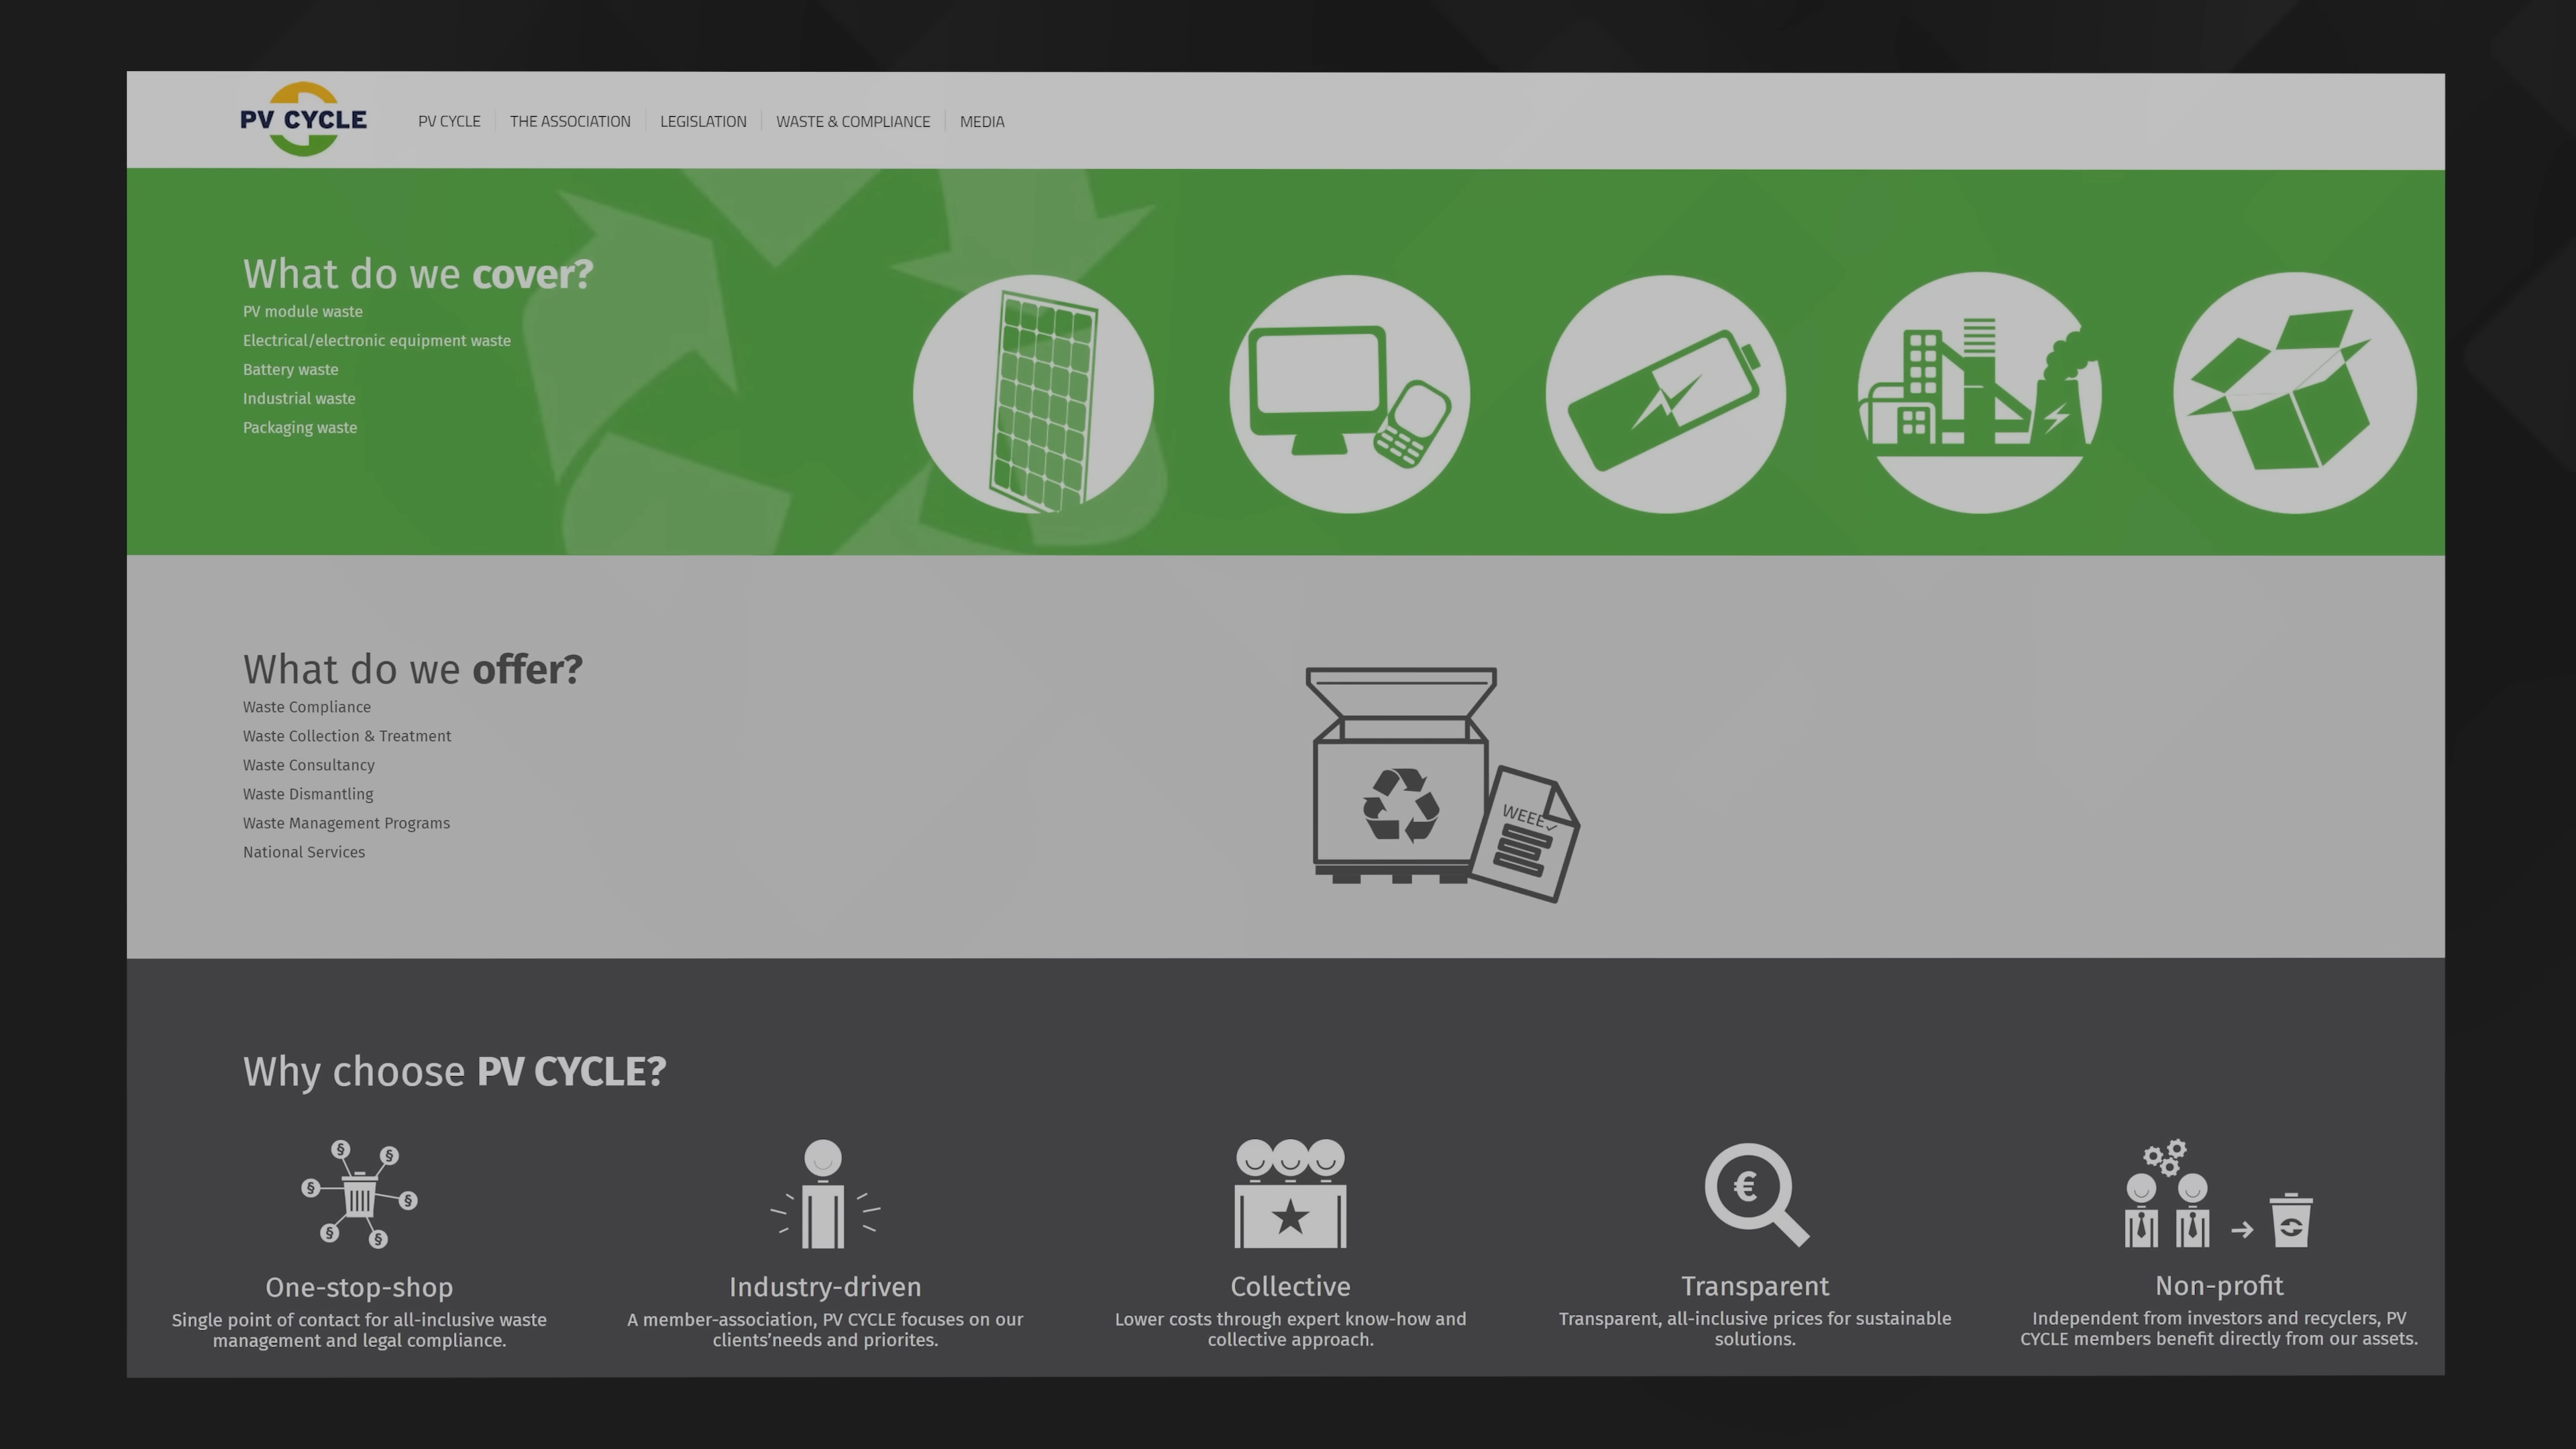 PV CYCLE
PV CYCLE
THE ASSOCIATION
LEGISLATION
WASTE & COMPLIANCE
MEDIA
What do we cover?
PV module waste
Electrical/electronic equipment waste
Battery waste
Industrial waste
Packaging waste
What do we offer?
Waste Compliance
Waste Collection & Treatment
Waste Consultancy
Waste Dismantling
Waste Management Programs
National Services
WEEE✓
Why choose PV CYCLE?
§
§
§
§
§
§
€
One-stop-shop
Single point of contact for all-inclusive waste
management and legal compliance.
Industry-driven
A member-association, PV CYCLE focuses on our
clients'needs and priorites.
Collective
Lower costs through expert know-how and
collective approach.
Transparent
Transparent, all-inclusive prices for sustainable
solutions.
Non-profit
Independent from investors and recyclers, PV
CYCLE members benefit directly from our assets.